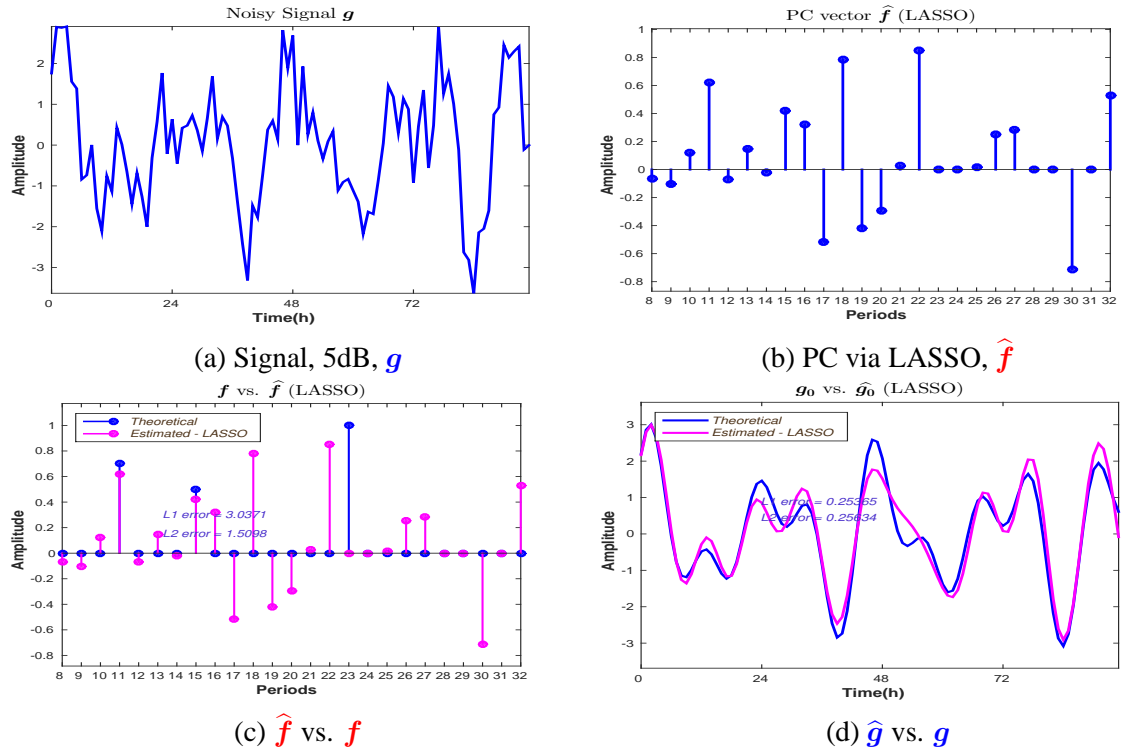 Noisy Signal g
Amplitude
2
1
0
-1
-2
-3
0 24 48 72
Time(h)
(a) Signal, 5dB, g
PC vector f̂ (LASSO)
Amplitude
1
0.8
0.6
0.4
0.2
0
-0.2
-0.4
-0.6
-0.8
8 9 10 11 12 13 14 15 16 17 18 19 20 21 22 23 24 25 26 27 28 29 30 31 32
Periods
(b) PC via LASSO, f̂
f vs. f̂ (LASSO)
Theoretical
Estimated - LASSO
L1 error = 3.0371
L2 error = 1.5098
Amplitude
1
0.8
0.6
0.4
0.2
0
-0.2
-0.4
-0.6
-0.8
8 9 10 11 12 13 14 15 16 17 18 19 20 21 22 23 24 25 26 27 28 29 30 31 32
Periods
(c) f̂ vs. f
g₀ vs. ĝ₀ (LASSO)
Theoretical
Estimated - LASSO
L1 error = 0.25365
L2 error = 0.25634
Amplitude
3
2
1
0
-1
-2
-3
24 48 72
Time(h)
(d) ĝ vs. g